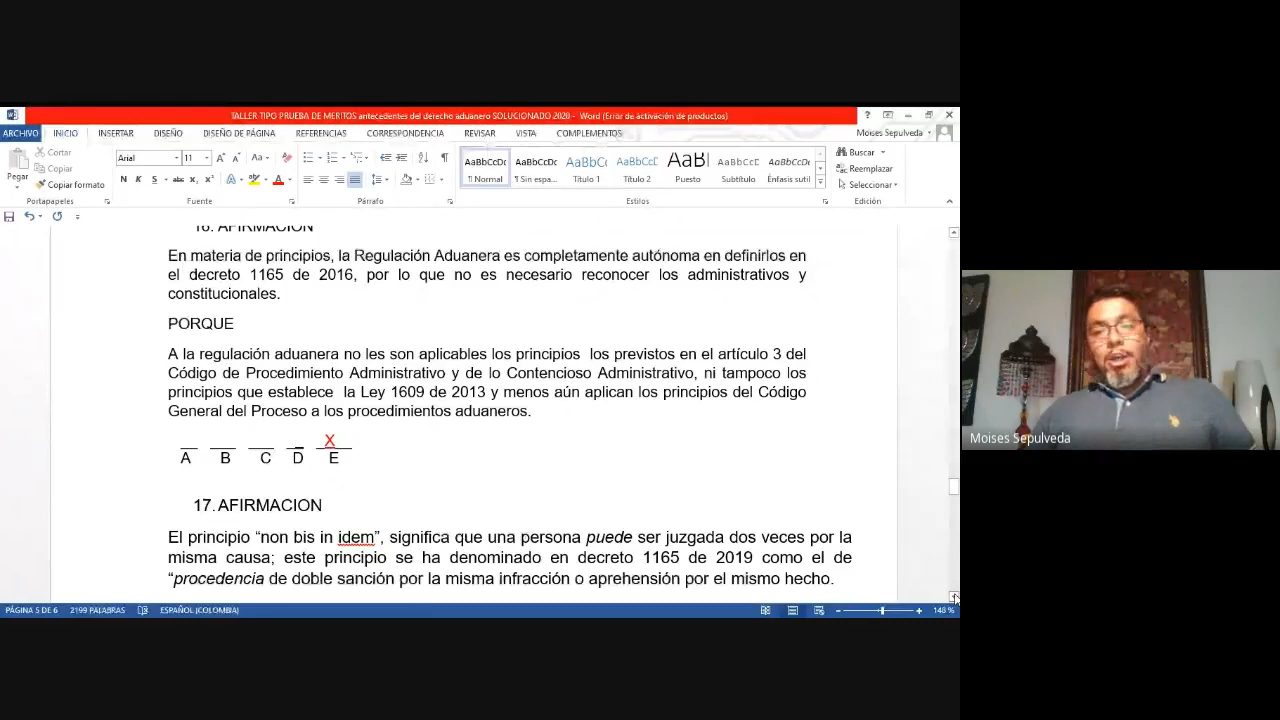 TALLER TIPO PRUEBA DE MERITOS antecedentes del derecho aduanero SOLUCIONADO 2020 - Word (Error de activación de productos)
ARCHIVO INICIO INSERTAR DISEÑO DISEÑO DE PÁGINA REFERENCIAS CORRESPONDENCIA REVISAR VISTA COMPLEMENTOS Moises Sepulveda
Cortar
Copiar
Copiar formato
Pegar
Arial 11
N K S abc x₂ x²
AaBbCcDc AaBbCcDc AaBbCc AaBbCcD AaBl AaBbCcD AaBbCcDc
¶ Normal ¶ Sin espa... Título 1 Título 2 Puesto Subtítulo Énfasis sutil
Buscar
Reemplazar
Seleccionar
Portapapeles Fuente Párrafo Estilos Edición
16. AFIRMACION
En materia de principios, la Regulación Aduanera es completamente autónoma en definirlos en
el decreto 1165 de 2016, por lo que no es necesario reconocer los administrativos y
constitucionales.
PORQUE
A la regulación aduanera no les son aplicables los principios los previstos en el artículo 3 del
Código de Procedimiento Administrativo y de lo Contencioso Administrativo, ni tampoco los
principios que establece la Ley 1609 de 2013 y menos aún aplican los principios del Código
General del Proceso a los procedimientos aduaneros.
X
A B C D E
17. AFIRMACION
El principio “non bis in idem”, significa que una persona puede ser juzgada dos veces por la
misma causa; este principio se ha denominado en decreto 1165 de 2019 como el de
“procedencia de doble sanción por la misma infracción o aprehensión por el mismo hecho.
PÁGINA 5 DE 6 2199 PALABRAS ESPAÑOL (COLOMBIA) 148 %
Moises Sepulveda